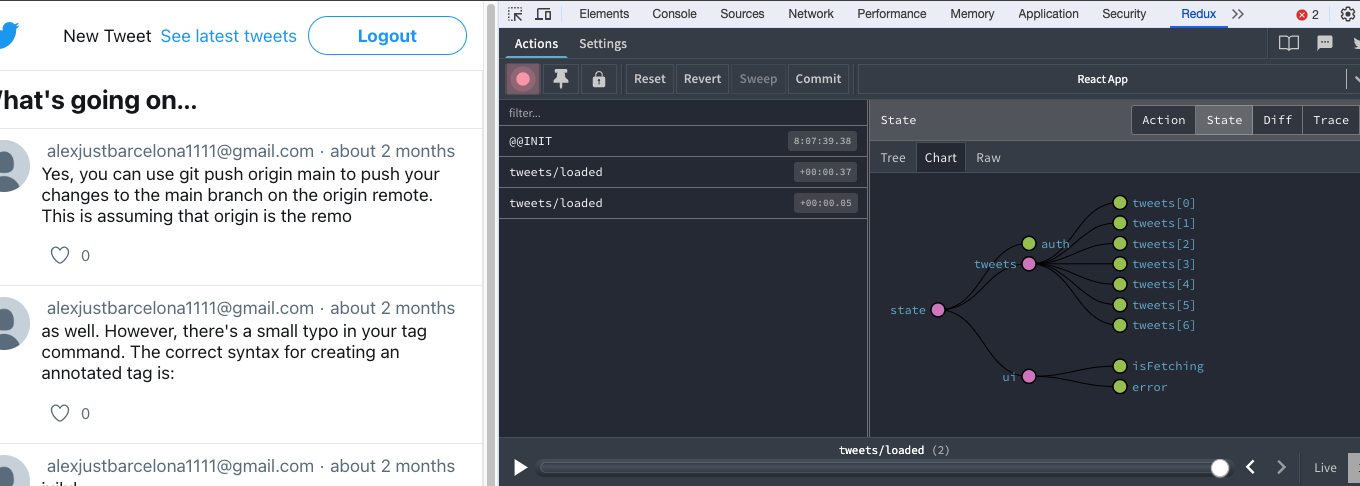 New Tweet See latest tweets Logout
hat's going on...
alexjustbarcelona1111@gmail.com · about 2 months
Yes, you can use git push origin main to push your
changes to the main branch on the origin remote.
This is assuming that origin is the remo
0
alexjustbarcelona1111@gmail.com · about 2 months
as well. However, there's a small typo in your tag
command. The correct syntax for creating an
annotated tag is:
0
alexjustbarcelona1111@gmail.com · about 2 months
Elements Console Sources Network Performance Memory Application Security Redux 2
Actions Settings
Reset Revert Sweep Commit React App
filter...
@@INIT 8:07:39.38
tweets/loaded +00:00.37
tweets/loaded +00:00.05
State Action State Diff Trace
Tree Chart Raw
tweets[0]
tweets[1]
auth tweets[2]
tweets tweets[3]
tweets[4]
tweets[5]
state
tweets[6]
isFetching
ui
error
tweets/loaded (2)
Live